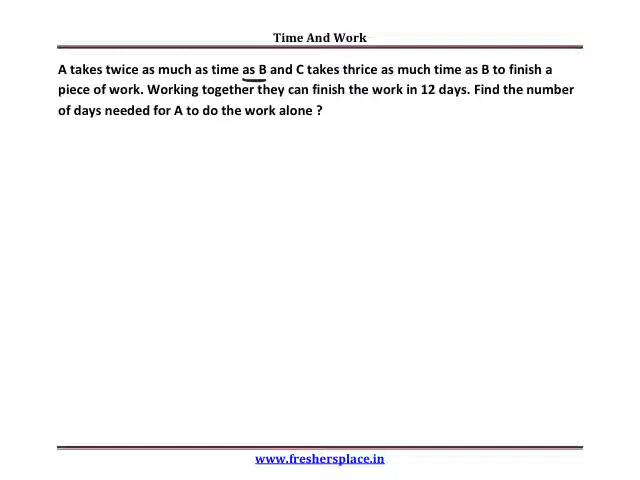 Time And Work
A takes twice as much as time as B and C takes thrice as much time as B to finish a
piece of work. Working together they can finish the work in 12 days. Find the number
of days needed for A to do the work alone ?
www.freshersplace.in